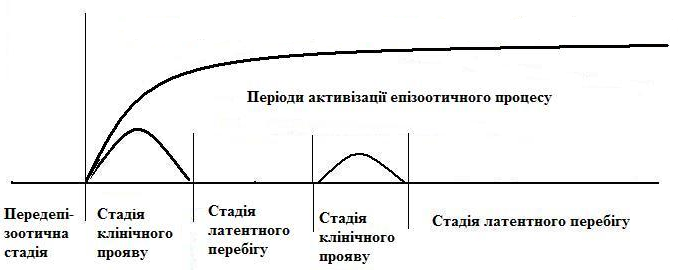 Періоди активізації епізоотичного процесу
Передепі-
зоотична
стадія
Стадія
клінічного
прояву
Стадія
латентного
перебігу
Стадія
клінічного
прояву
Стадія латентного перебігу